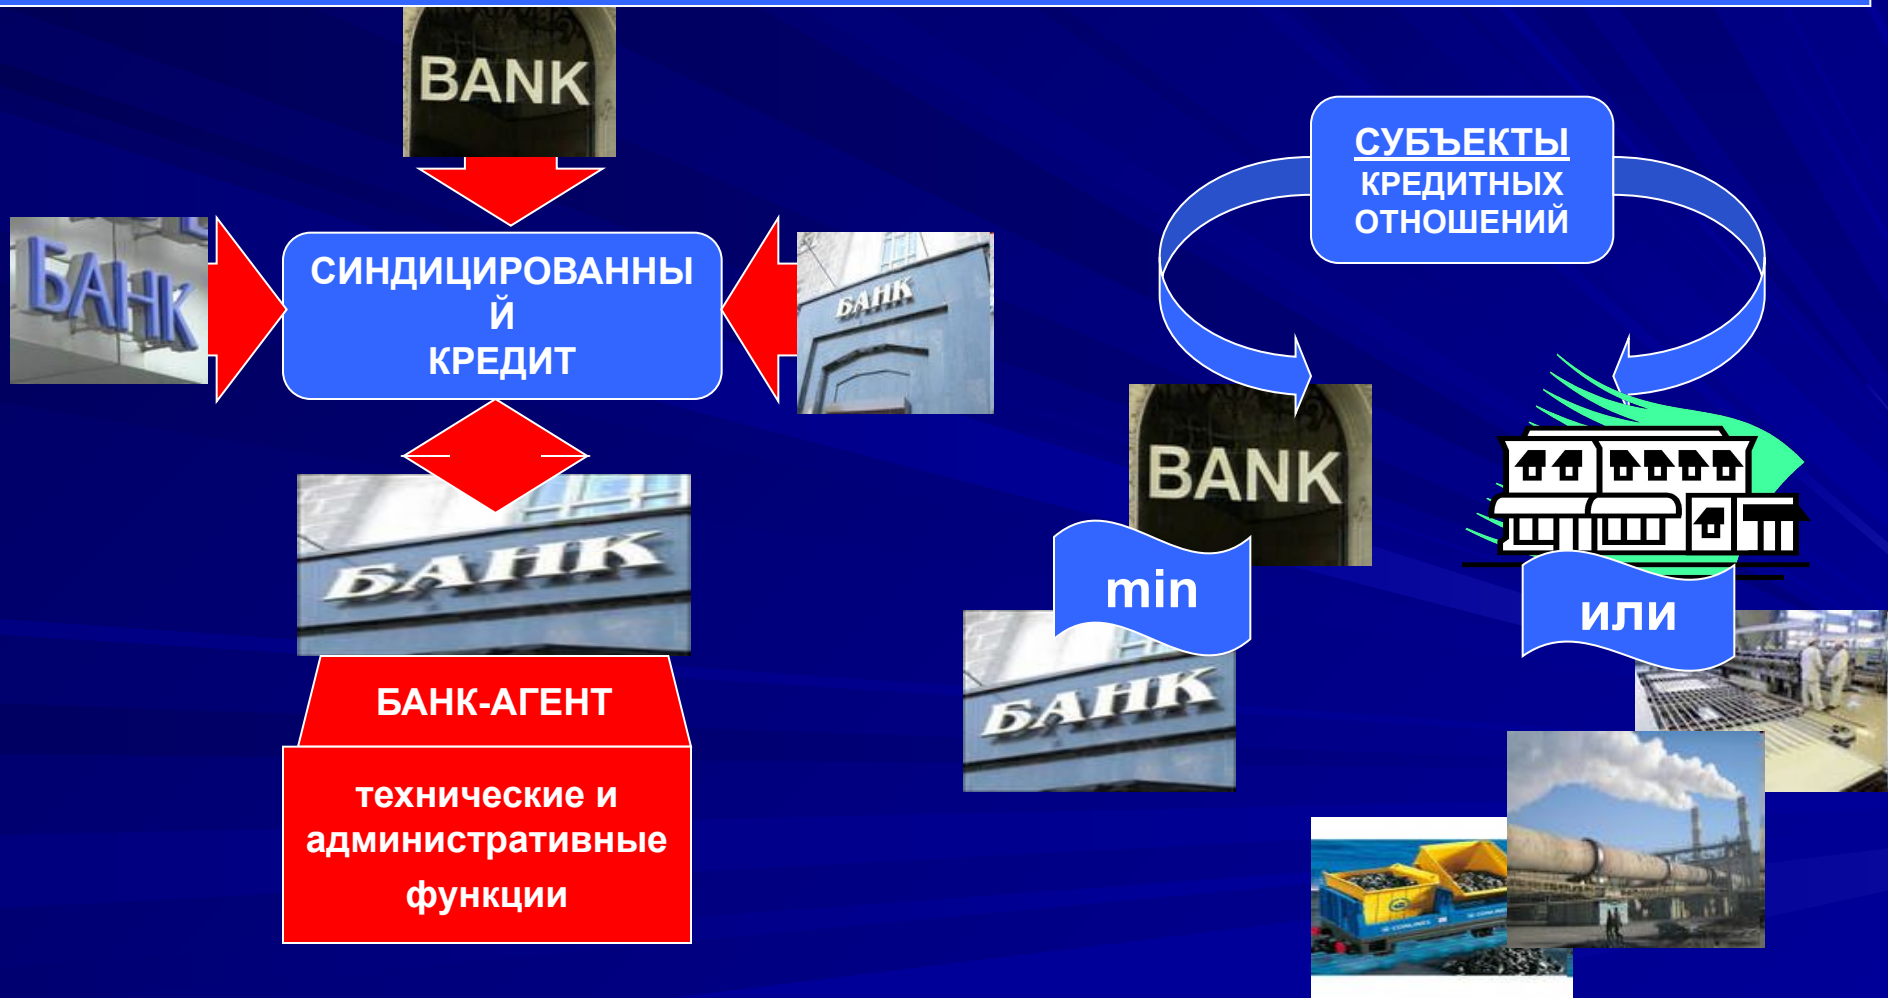 BANK
БАНК
СИНДИЦИРОВАННЫ
Й
КРЕДИТ
БАНК
БАНК
БАНК-АГЕНТ
технические и
административные
функции
СУБЪЕКТЫ
КРЕДИТНЫХ
ОТНОШЕНИЙ
BANK
min
БАНК
или